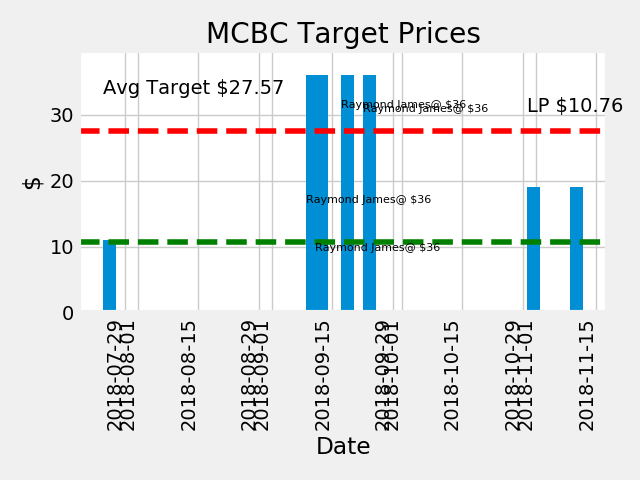 MCBC Target Prices
Avg Target $27.57
LP $10.76
Raymond James@ $36
Raymond James@ $36
Raymond James@ $36
Raymond James@ $36
$
30
20
10
0
2018-07-29
2018-08-01
2018-08-15
2018-08-29
2018-09-01
2018-09-15
2018-09-29
2018-10-01
2018-10-15
2018-10-29
2018-11-01
2018-11-15
Date